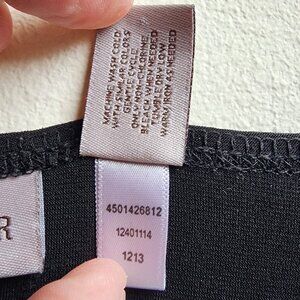 MACHINE WASH COLD
WITH SIMILAR COLORS
GENTLE CYCLE
ONLY NON-CHLORINE
BLEACH WHEN NEEDED
TUMBLE DRY LOW
WARM IRON AS NEEDED
R
4501426812
12401114
1213